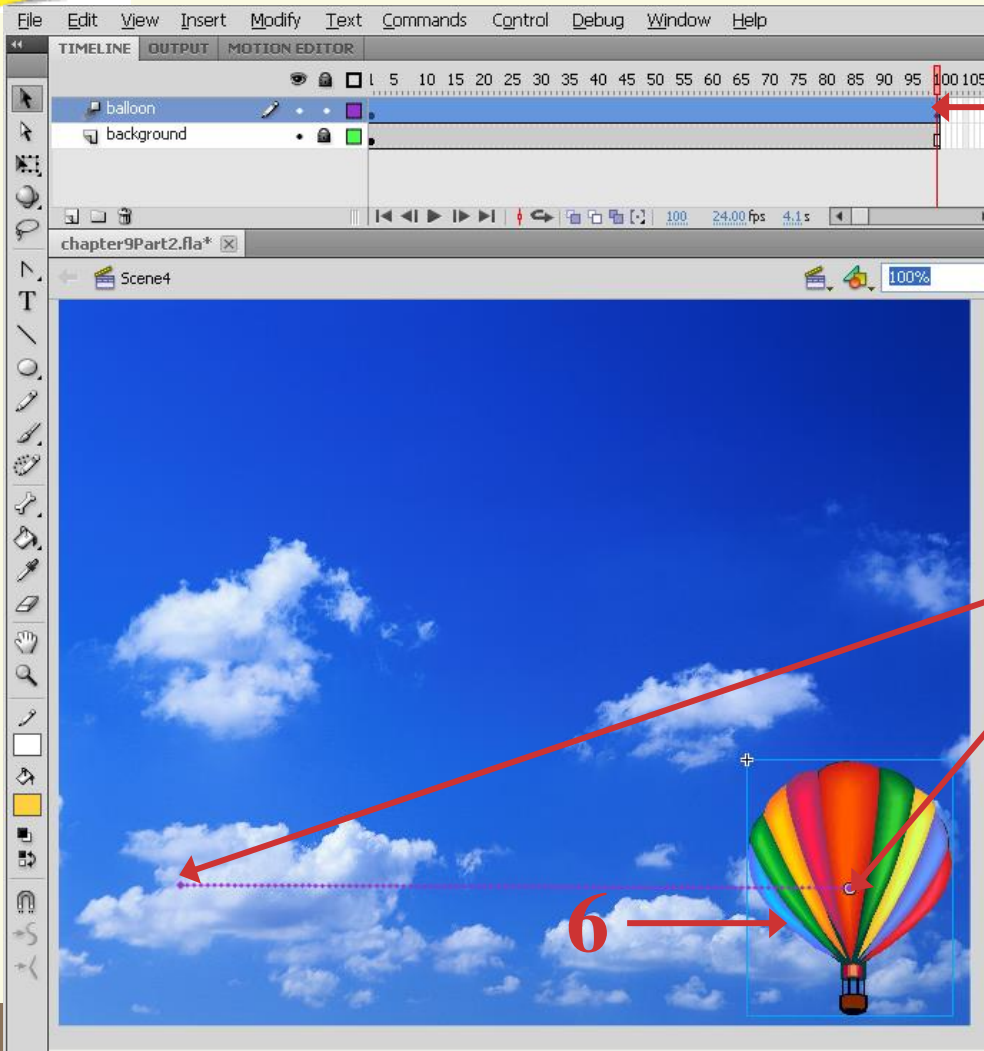 File Edit View Insert Modify Text Commands Control Debug Window Help
TIMELINE OUTPUT MOTION EDITOR
1 5 10 15 20 25 30 35 40 45 50 55 60 65 70 75 80 85 90 95 100 105
balloon
background
100 24.00 fps 4.1 s
chapter9Part2.fla*
Scene4 100%
T
6